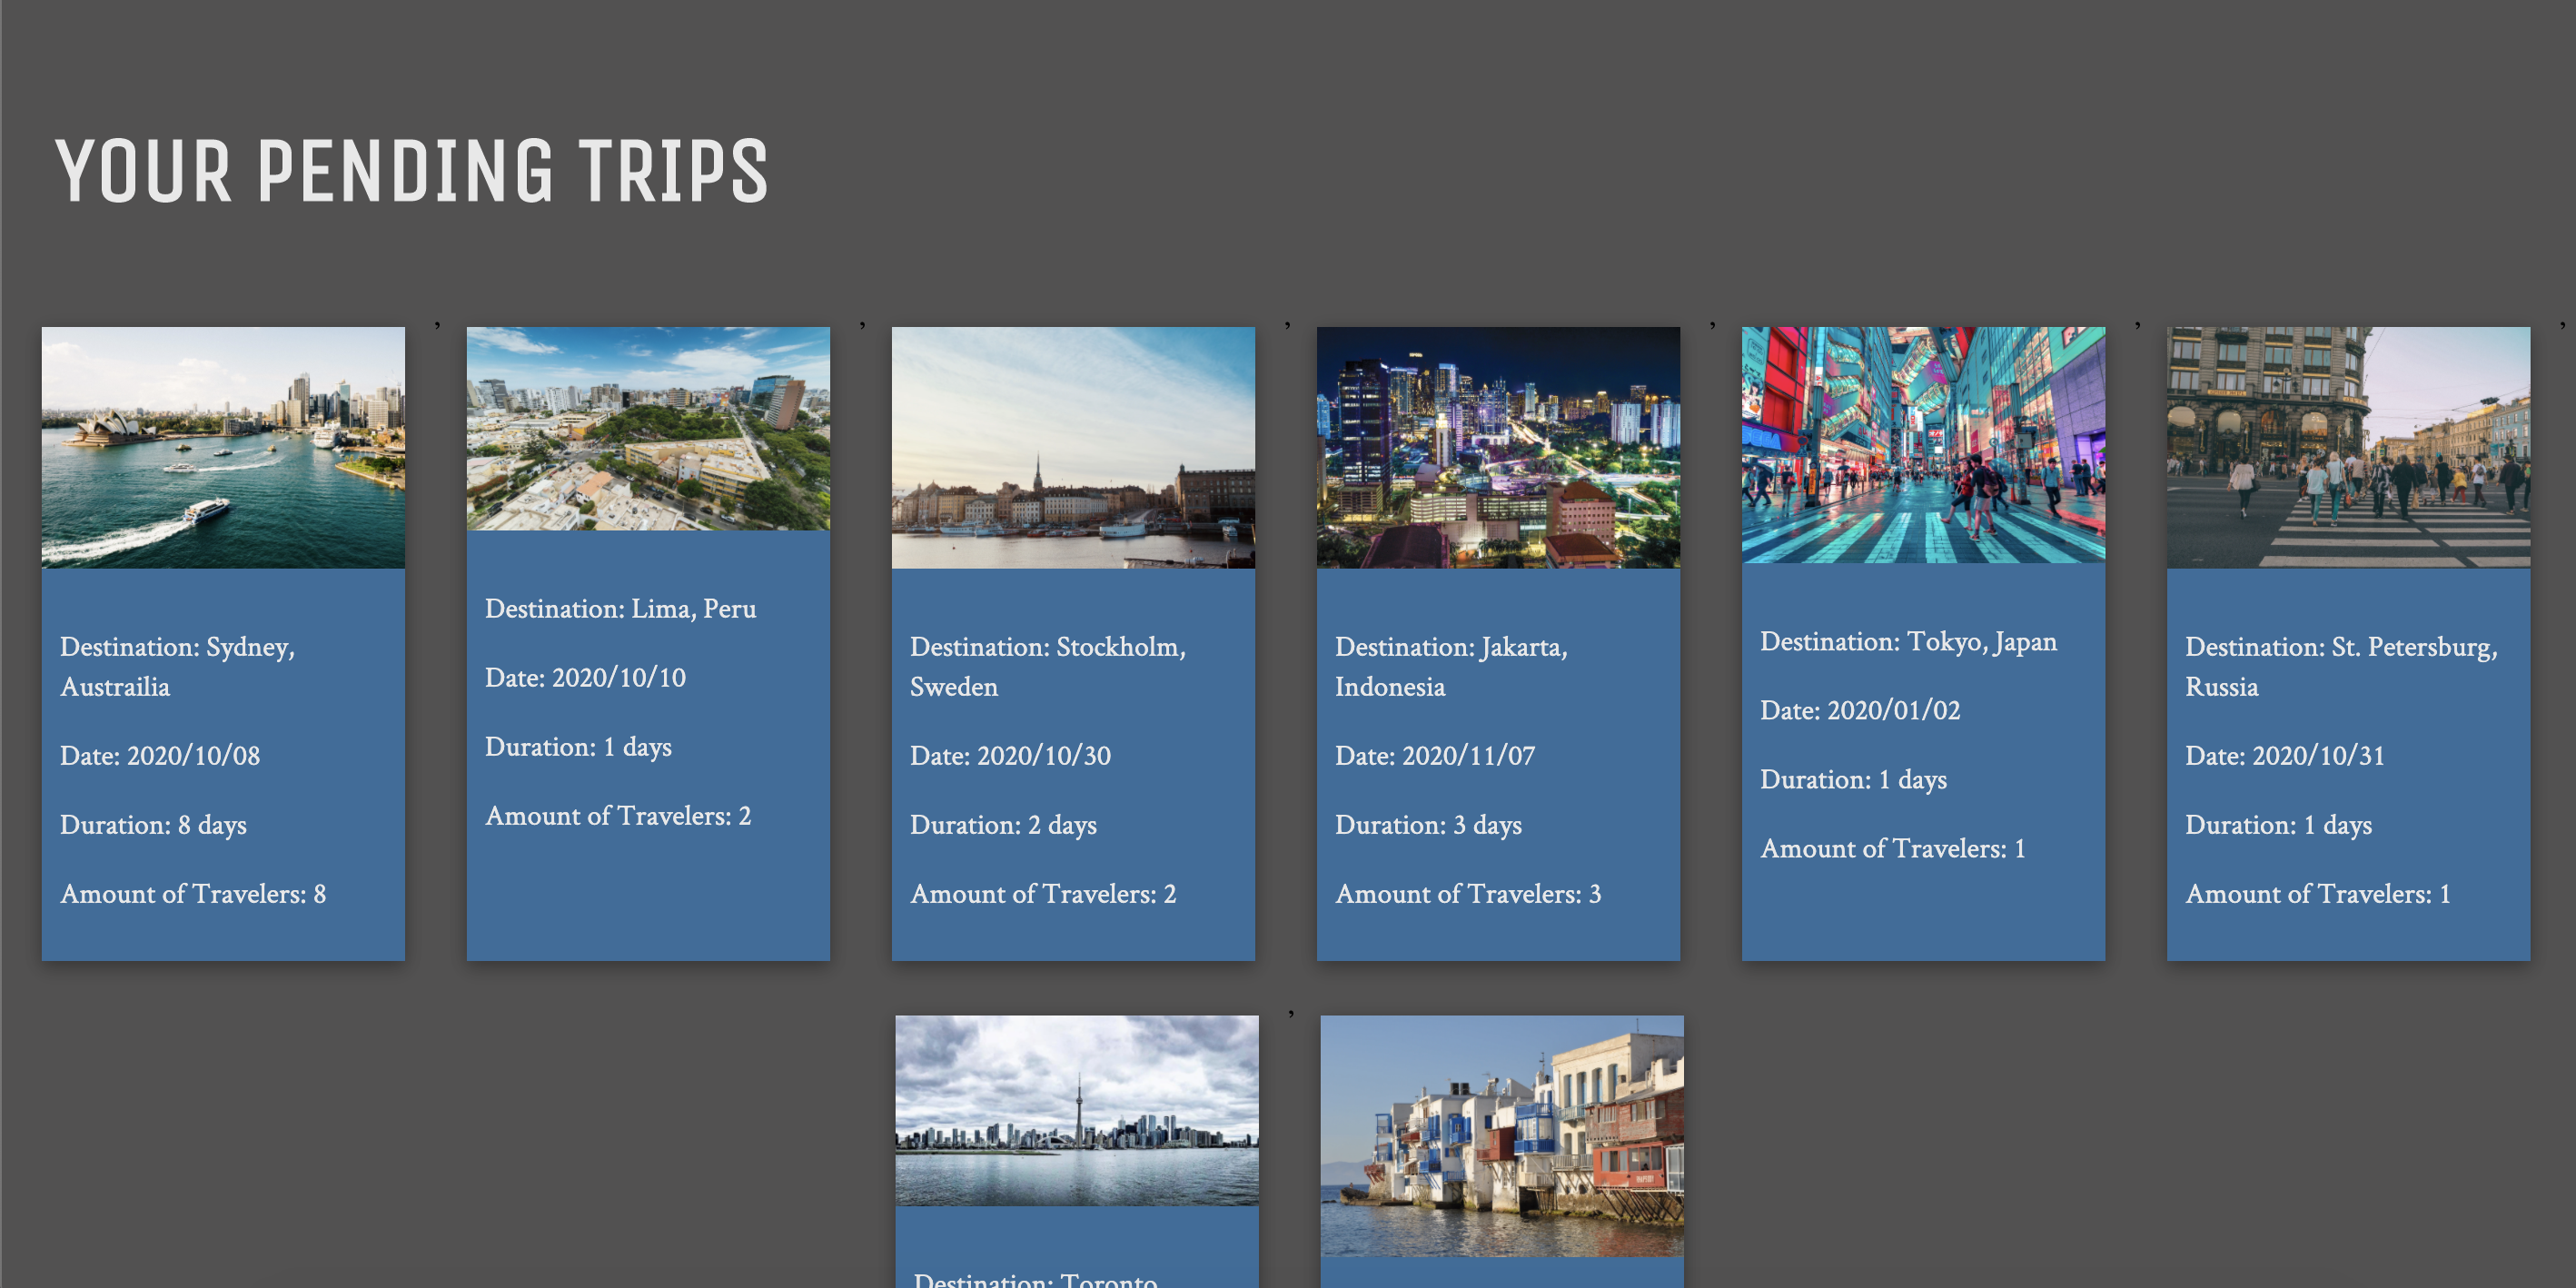 YOUR PENDING TRIPS
,
,
,
,
,
,
Destination: Sydney,
Austrailia
Date: 2020/10/08
Duration: 8 days
Amount of Travelers: 8
Destination: Lima, Peru
Date: 2020/10/10
Duration: 1 days
Amount of Travelers: 2
Destination: Stockholm,
Sweden
Date: 2020/10/30
Duration: 2 days
Amount of Travelers: 2
Destination: Jakarta,
Indonesia
Date: 2020/11/07
Duration: 3 days
Amount of Travelers: 3
Destination: Tokyo, Japan
Date: 2020/01/02
Duration: 1 days
Amount of Travelers: 1
Destination: St. Petersburg,
Russia
Date: 2020/10/31
Duration: 1 days
Amount of Travelers: 1
,
Destination: Toronto,